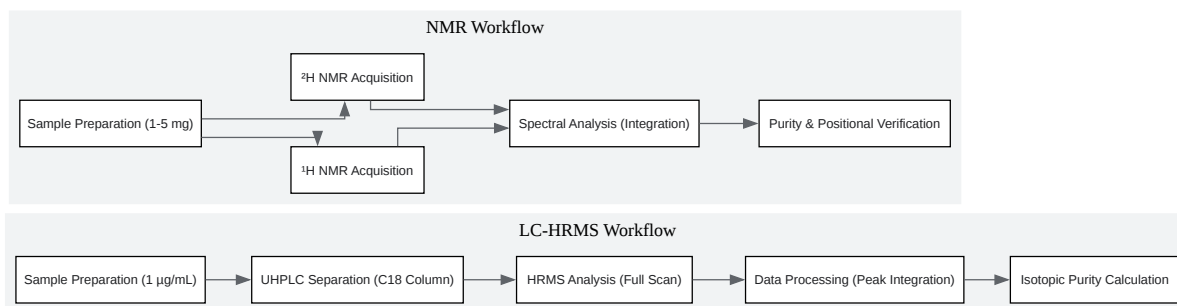 NMR Workflow
²H NMR Acquisition
Sample Preparation (1-5 mg)
Spectral Analysis (Integration)
Purity & Positional Verification
¹H NMR Acquisition
LC-HRMS Workflow
Sample Preparation (1 µg/mL)
UHPLC Separation (C18 Column)
HRMS Analysis (Full Scan)
Data Processing (Peak Integration)
Isotopic Purity Calculation